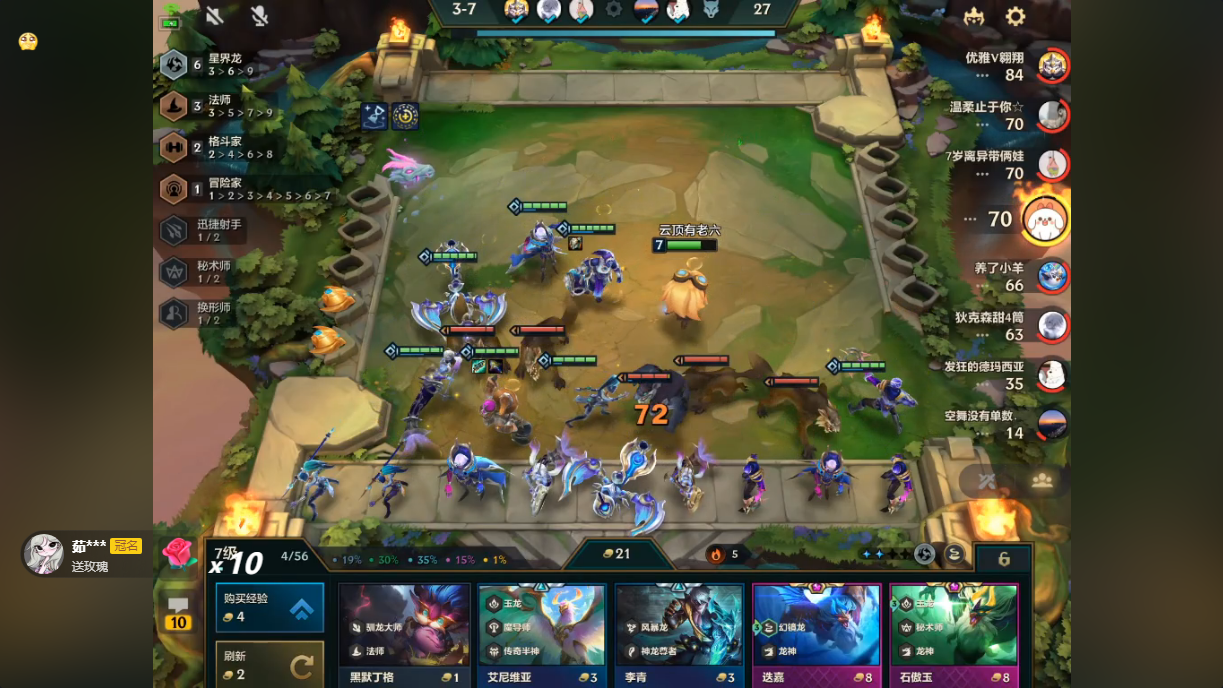 3-7
27
6 星界龙
3 > 6 > 9
3 法师
3 > 5 > 7 > 9
2 格斗家
2 > 4 > 6 > 8
1 冒险家
1 > 2 > 3 > 4 > 5 > 6 > 7
迅捷射手
1 / 2
秘术师
1 / 2
换形师
1 / 2
优雅V翱翔
84
温柔止于你☆
70
7岁离异带俩娃
70
70
养了小羊
66
狄克森甜4筒
63
发狂的德玛西亚
35
空舞没有单数.
14
云顶有老六
7
72
茹*** 冠名
送玫瑰
x10
7级
4/56
19% 30% 35% 15% 1%
21
5
6
10
购买经验
4
刷新
2
驯龙大师
法师
黑默丁格 1
玉龙
魔导师
传奇半神
艾尼维亚 3
风暴龙
神龙尊者
李青 3
3 幻镜龙
龙神
迭嘉 8
3 玉龙
秘术师
龙神
石傲玉 8